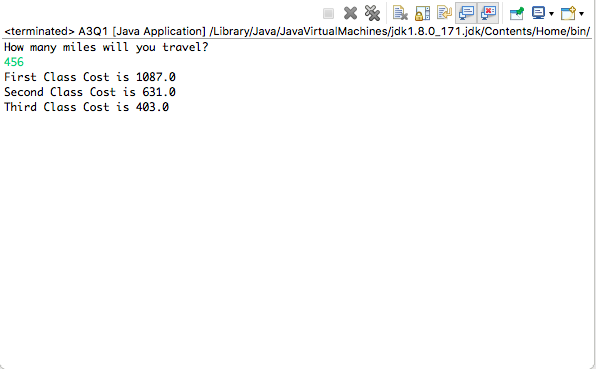 <terminated> A3Q1 [Java Application] /Library/Java/JavaVirtualMachines/jdk1.8.0_171.jdk/Contents/Home/bin/
How many miles will you travel?
456
First Class Cost is 1087.0
Second Class Cost is 631.0
Third Class Cost is 403.0